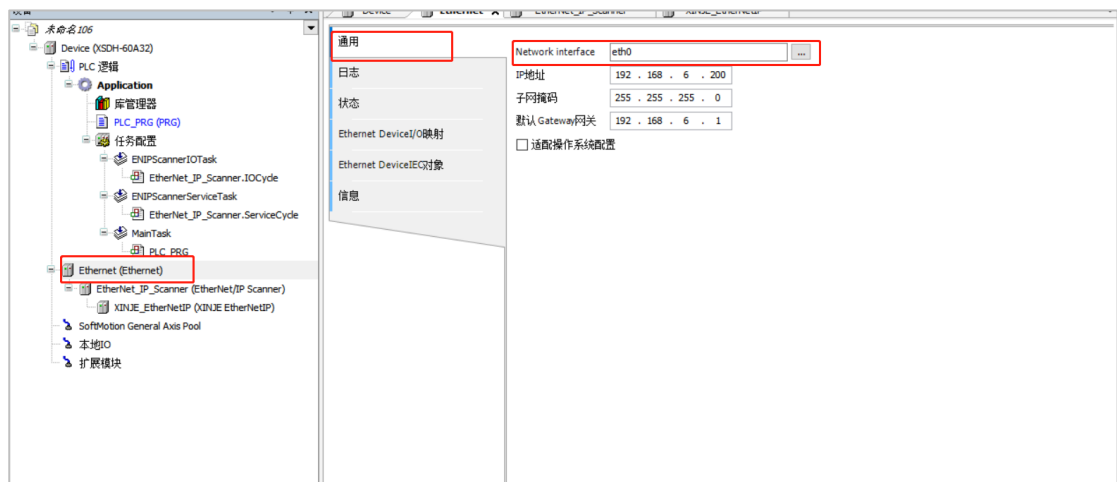 设备
未命名106
Device (XSDH-60A32)
PLC 逻辑
Application
库管理器
PLC_PRG (PRG)
任务配置
ENIPScannerIOTask
EtherNet_IP_Scanner.IOCycle
ENIPScannerServiceTask
EtherNet_IP_Scanner.ServiceCycle
MainTask
PLC_PRG
Ethernet (Ethernet)
EtherNet_IP_Scanner (EtherNet/IP Scanner)
XINJE_EtherNetIP (XINJE EtherNetIP)
SoftMotion General Axis Pool
本地IO
扩展模块
Device
Ethernet
EtherNet_IP_Scanner
XINJE_EtherNetIP
通用
日志
状态
Ethernet DeviceI/O映射
Ethernet DeviceIEC对象
信息
Network interface eth0 ...
IP地址 192 . 168 . 6 . 200
子网掩码 255 . 255 . 255 . 0
默认 Gateway网关 192 . 168 . 6 . 1
适配操作系统配置